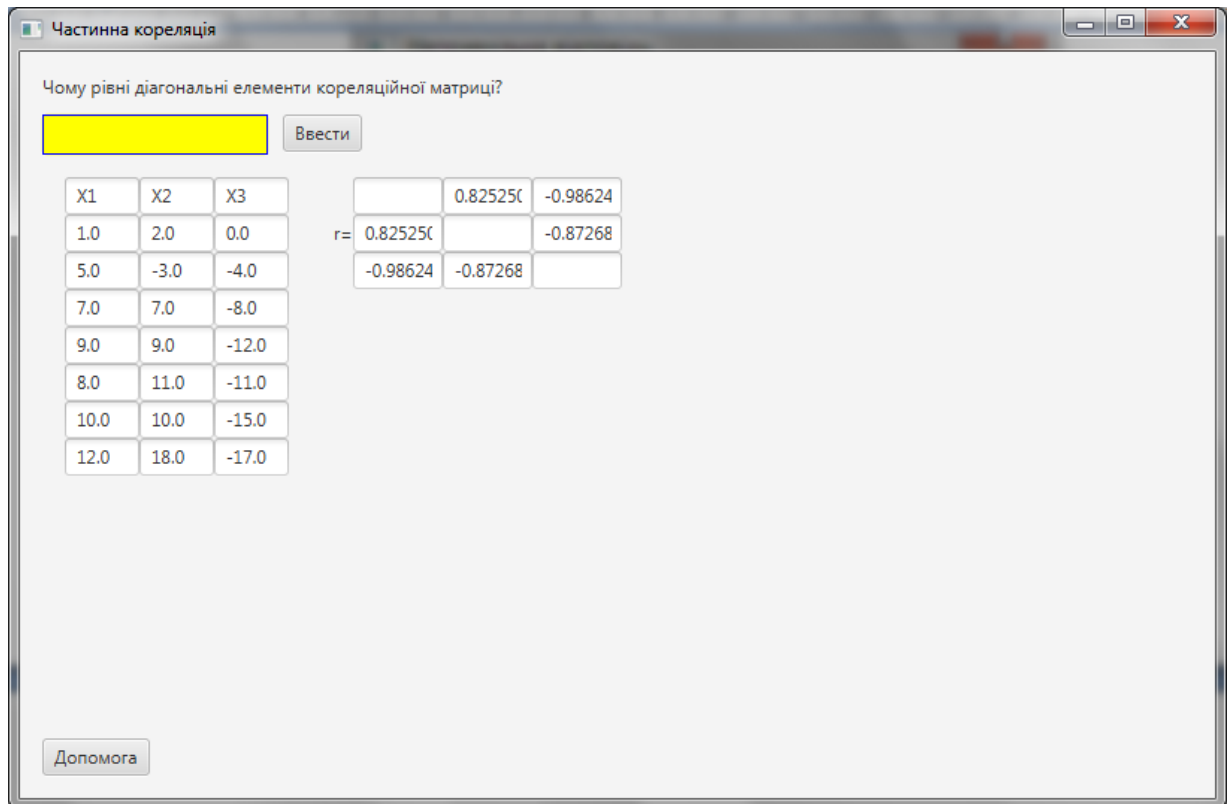 Частинна кореляція
Чому рівні діагональні елементи кореляційної матриці?
Ввести
X1 X2 X3 0.825250 -0.98624
1.0 2.0 0.0 r= 0.825250 -0.87268
5.0 -3.0 -4.0 -0.98624 -0.87268
7.0 7.0 -8.0
9.0 9.0 -12.0
8.0 11.0 -11.0
10.0 10.0 -15.0
12.0 18.0 -17.0
Допомога